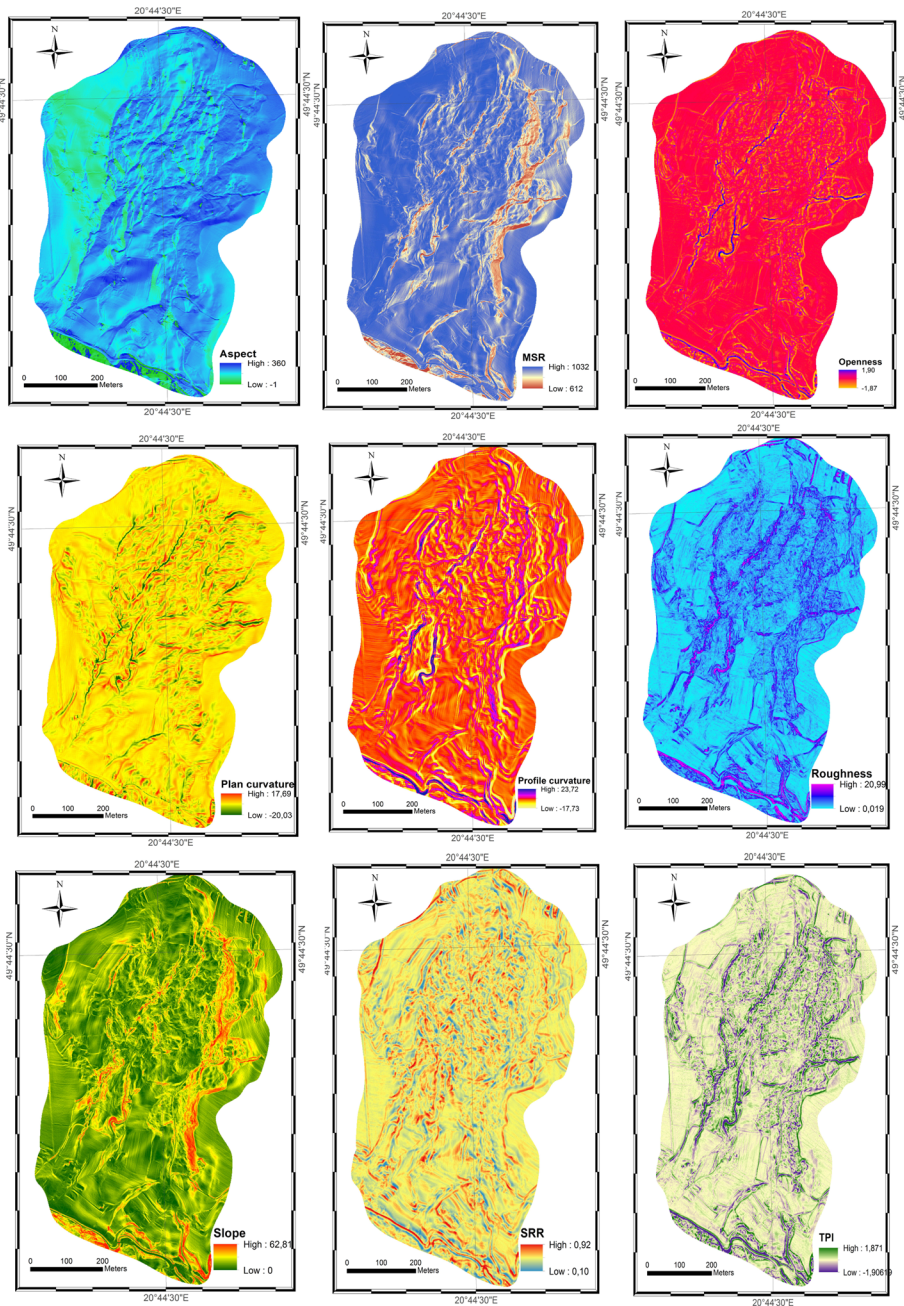 20°44'30"E
20°44'30"E
20°44'30"E
N
N
N
49°44'30"N
49°44'30"N
49°44'30"N
49°44'30"N
Aspect
High : 360
Low : -1
0 100 200
Meters
MSR
High : 1032
Low : 612
0 100 200
Meters
Openness
1,90
-1,87
0 100 200
Meters
20°44'30"E
20°44'30"E
20°44'30"E
20°44'30"E
20°44'30"E
20°44'30"E
N
N
N
49°44'30"N
49°44'30"N
49°44'30"N
49°44'30"N
Plan curvature
High : 17,69
Low : -20,03
0 100 200
Meters
Profile curvature
High : 23,72
Low : -17,73
0 100 200
Meters
Roughness
High : 20,99
Low : 0,019
0 100 200
Meters
20°44'30"E
20°44'30"E
20°44'30"E
20°44'30"E
20°44'30"E
20°44'30"E
N
N
N
49°44'30"N
49°44'30"N
49°44'30"N
49°44'30"N
Slope
High : 62,81
Low : 0
0 100 200
Meters
SRR
High : 0,92
Low : 0,10
0 100 200
Meters
TPI
High : 1,871
0 100 200
Meters
20°44'30"E
20°44'30"E
20°44'30"E